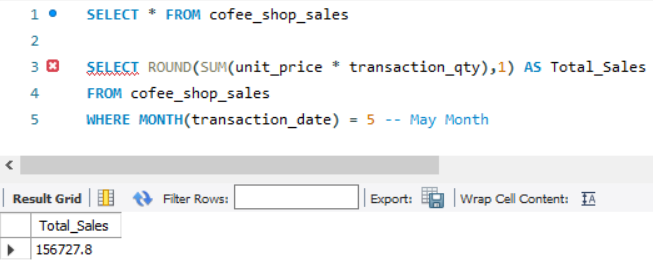 1 SELECT * FROM cofee_shop_sales
2
3 SELECT ROUND(SUM(unit_price * transaction_qty),1) AS Total_Sales
4 FROM cofee_shop_sales
5 WHERE MONTH(transaction_date) = 5 -- May Month
Result Grid Filter Rows: Export: Wrap Cell Content: IA
Total_Sales
156727.8